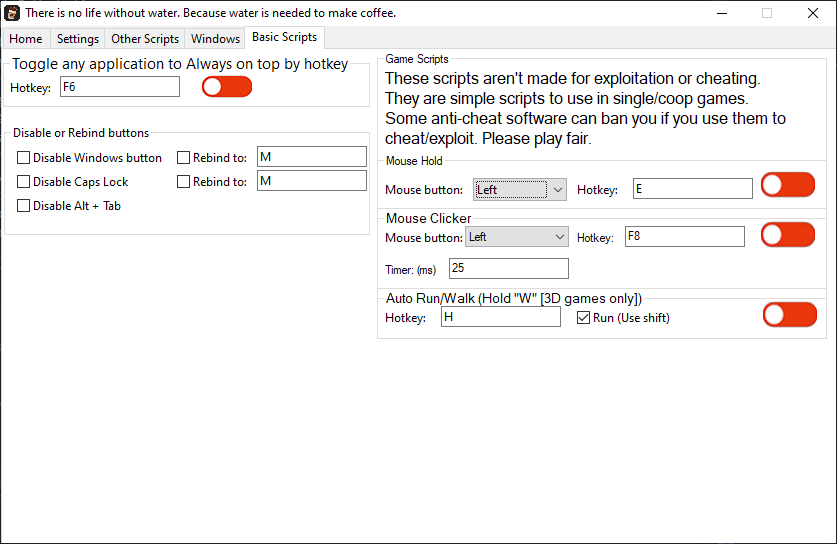 There is no life without water. Because water is needed to make coffee.
Home Settings Other Scripts Windows Basic Scripts
Toggle any application to Always on top by hotkey
Hotkey: F6
Disable or Rebind buttons
Disable Windows button Rebind to: M
Disable Caps Lock Rebind to: M
Disable Alt + Tab
Game Scripts
These scripts aren't made for exploitation or cheating.
They are simple scripts to use in single/coop games.
Some anti-cheat software can ban you if you use them to
cheat/exploit. Please play fair.
Mouse Hold
Mouse button: Left Hotkey: E
Mouse Clicker
Mouse button: Left Hotkey: F8
Timer: (ms) 25
Auto Run/Walk (Hold "W" [3D games only])
Hotkey: H Run (Use shift)